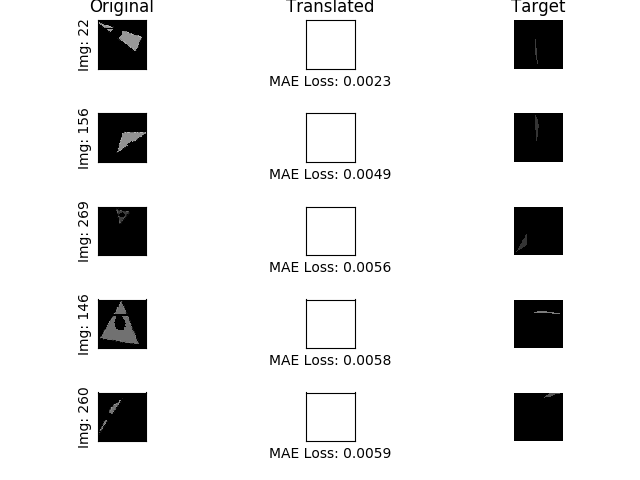 Original Translated Target
Img: 22
MAE Loss: 0.0023
Img: 156
MAE Loss: 0.0049
Img: 269
MAE Loss: 0.0056
Img: 146
MAE Loss: 0.0058
Img: 260
MAE Loss: 0.0059